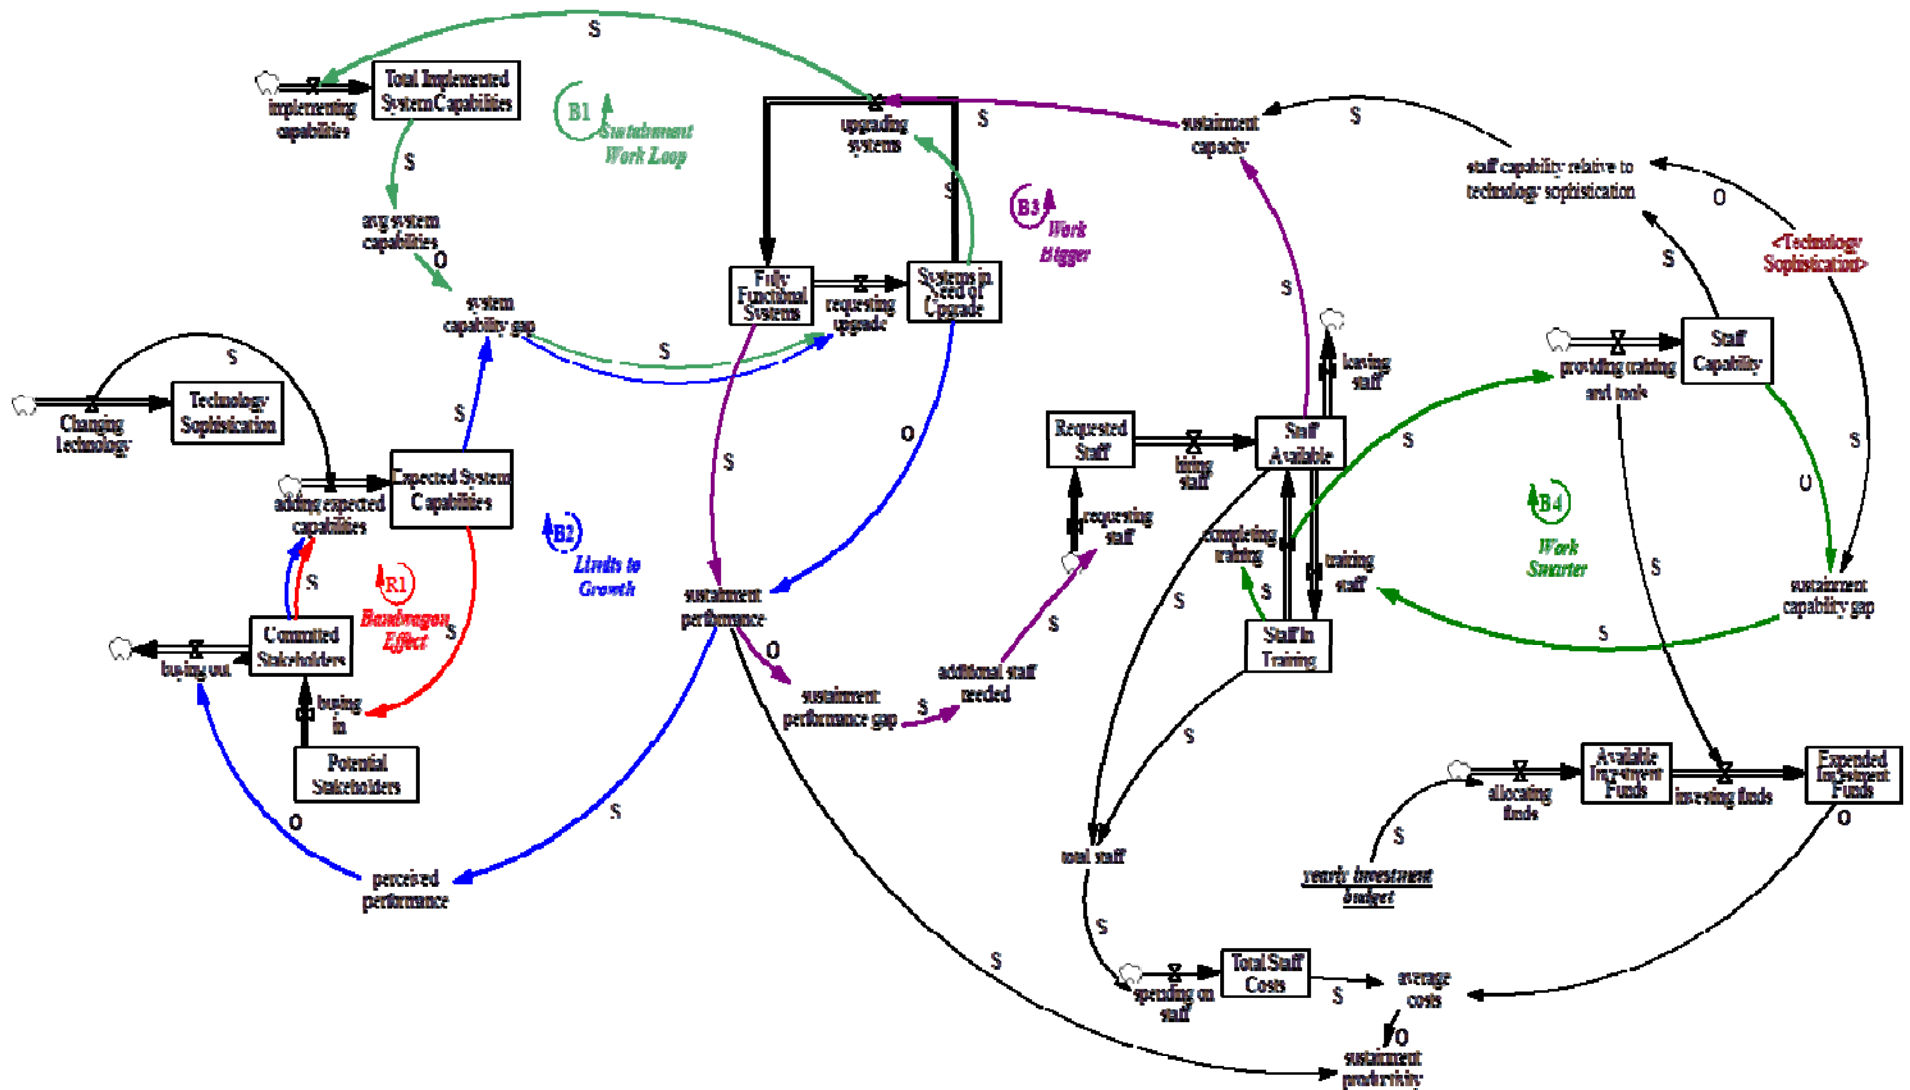 S
Total Implemented
System Capabilities
implementing
capabilities
B1
Sustainment
Work Loop
upgrading
systems
S
sustainment
capacity
S
staff capability relative to
technology sophistication
S
S
B3
Work
Bigger
O
<Technology
Sophistication>
avg system
capabilities
O
S
Fully
Functional
Systems
requesting
upgrade
Systems in
Need of
Upgrade
S
system
capability gap
S
leaving
staff
providing training
and tools
Staff
Capability
S
Changing
Technology
Technology
Sophistication
S
O
S
Requested
Staff
hiring
staff
Staff
Available
S
S
Expected System
Capabilities
adding expected
capabilities
B2
Limits to
Growth
requesting
staff
completing
training
training
staff
B4
Work
Smarter
O
R1
Bandwagon
Effect
S
S
sustainment
performance
S
S
S
sustainment
capability gap
Committed
Stakeholders
buying out
buying
in
O
S
additional staff
needed
Staff In
Training
S
sustainment
performance gap
S
S
Potential
Stakeholders
Available
Investment
Funds
Expended
Investment
Funds
allocating
funds
investing funds
O
S
S
O
total staff
yearly investment
budget
perceived
performance
S
S
Total Staff
Costs
S
average
costs
spending on
staff
O
sustainment
productivity